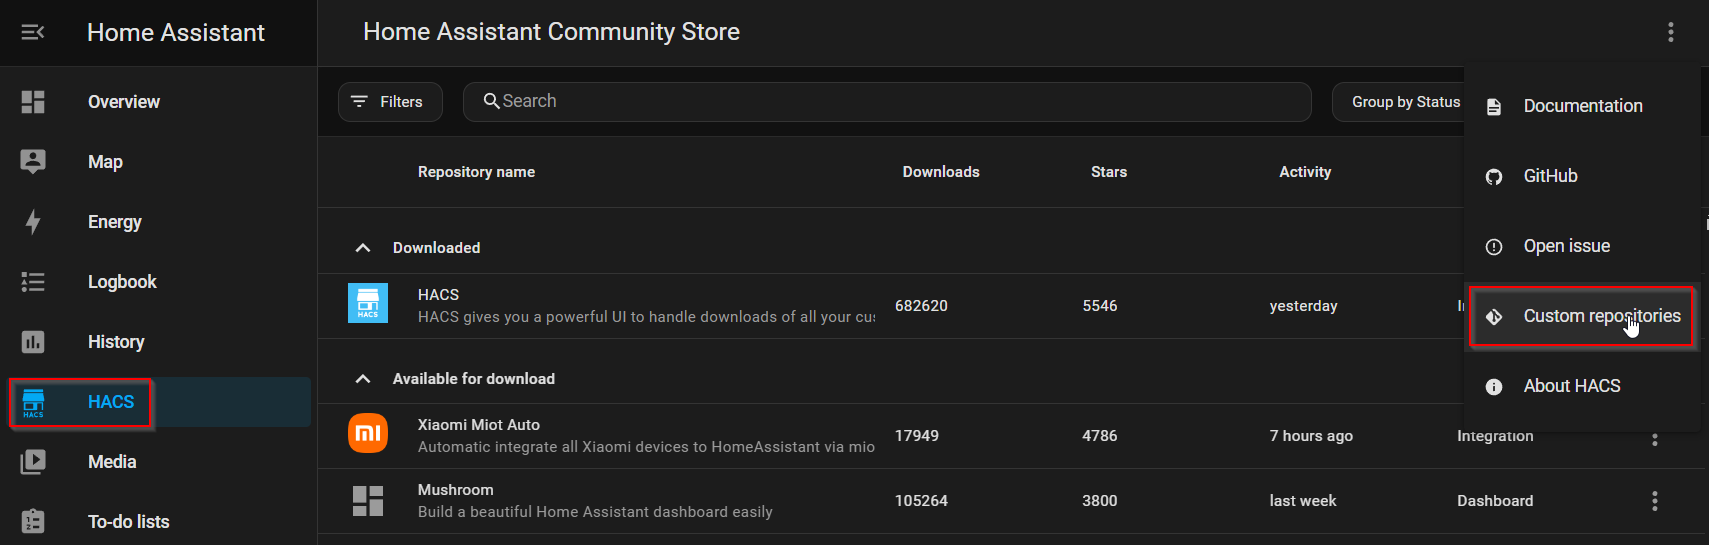 Home Assistant
Overview
Map
Energy
Logbook
History
HACS
HACS
Media
To-do lists
Home Assistant Community Store
Filters
Search
Group by Status
Documentation
GitHub
Open issue
Custom repositories
About HACS
Repository name Downloads Stars Activity
Downloaded
HACS
HACS
HACS gives you a powerful UI to handle downloads of all your cus
682620 5546 yesterday
Available for download
Xiaomi Miot Auto
Automatic integrate all Xiaomi devices to HomeAssistant via mio
17949 4786 7 hours ago Integration
Mushroom
Build a beautiful Home Assistant dashboard easily
105264 3800 last week Dashboard